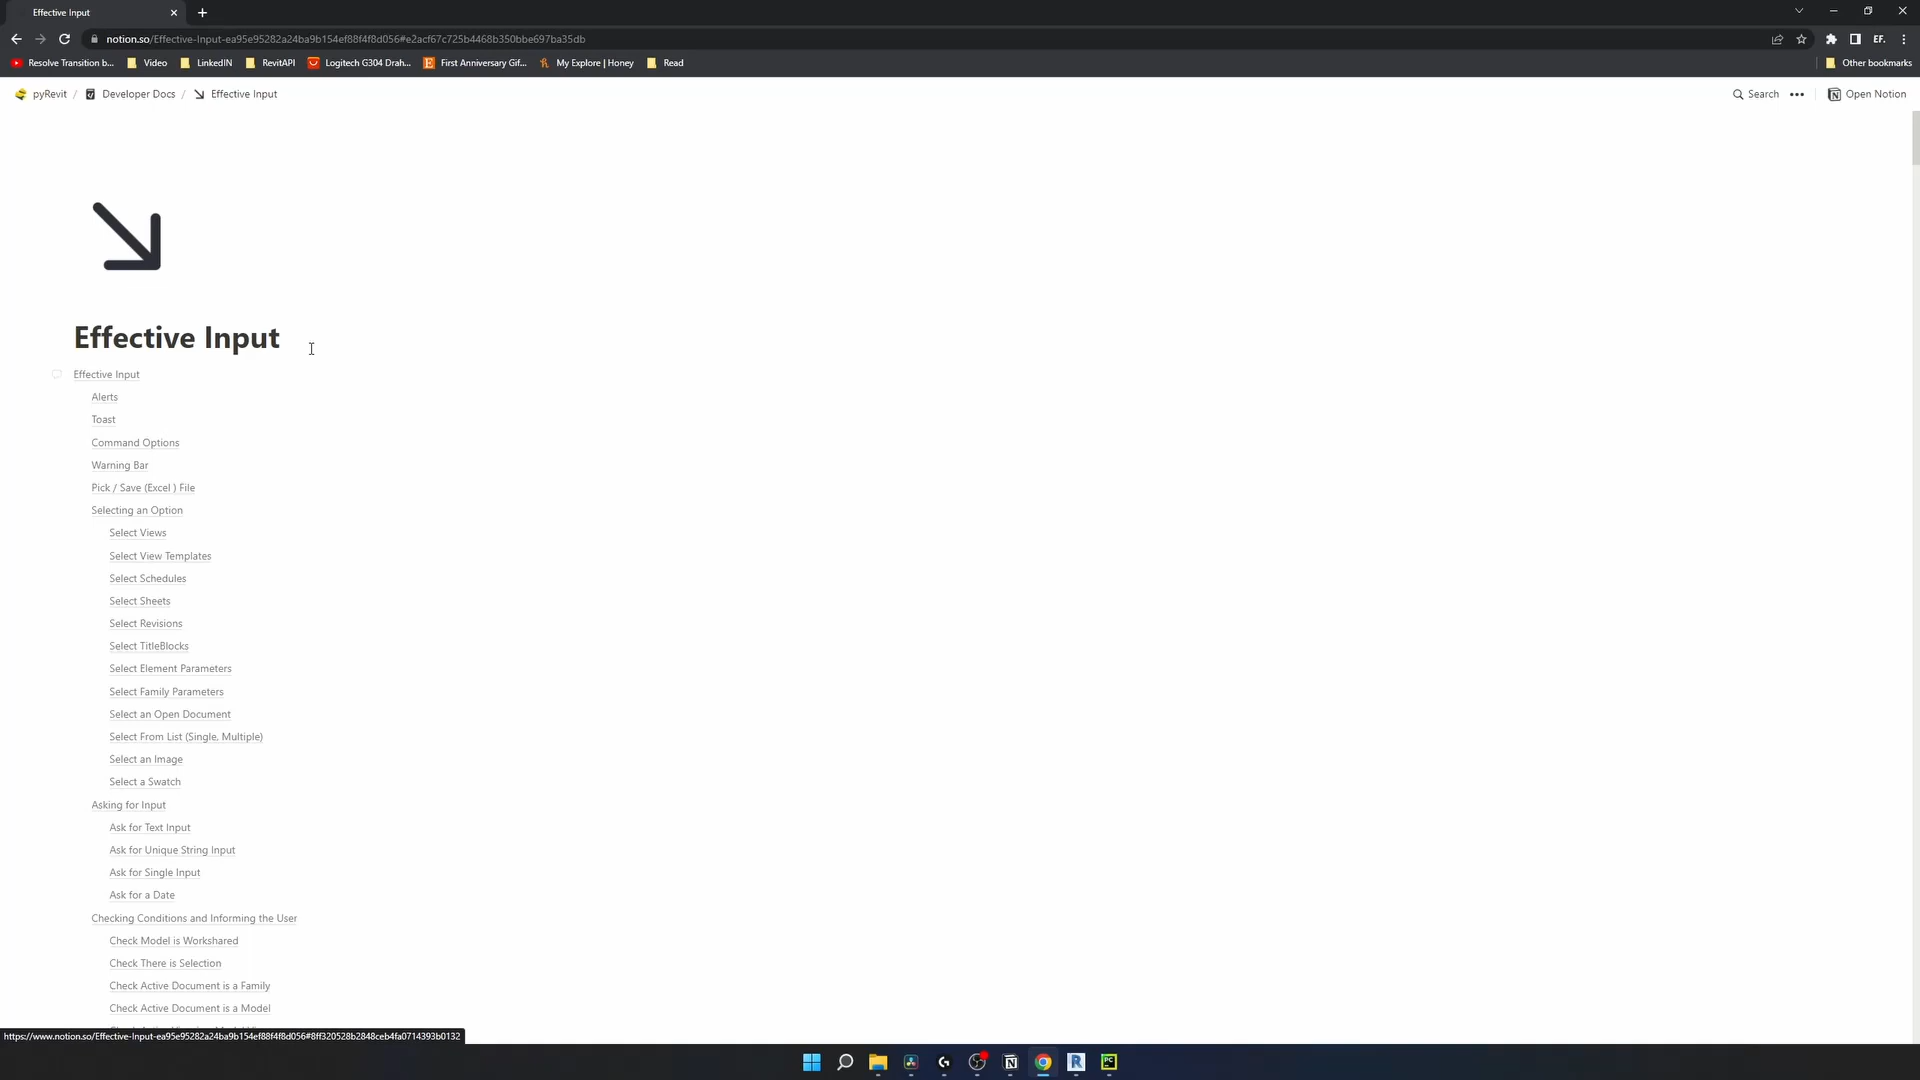 Effective Input
notion.so/Effective-Input-ea95e95282a24ba9b154ef88f4f8d056#e2acf67c725b4468b350bbe697ba35db
EF.
Resolve Transition b... Video LinkedIN RevitAPI Logitech G304 Drah... First Anniversary Gif... My Explore | Honey Read Other bookmarks
pyRevit / Developer Docs / Effective Input Search ••• Open Notion
Effective Input
Effective Input
Alerts
Toast
Command Options
Warning Bar
Pick / Save (Excel ) File
Selecting an Option
Select Views
Select View Templates
Select Schedules
Select Sheets
Select Revisions
Select TitleBlocks
Select Element Parameters
Select Family Parameters
Select an Open Document
Select From List (Single, Multiple)
Select an Image
Select a Swatch
Asking for Input
Ask for Text Input
Ask for Unique String Input
Ask for Single Input
Ask for a Date
Checking Conditions and Informing the User
Check Model is Workshared
Check There is Selection
Check Active Document is a Family
Check Active Document is a Model
https://www.notion.so/Effective-Input-ea95e95282a24ba9b154ef88f4f8d056#8ff320528b2848ceb4fa0714393b0132